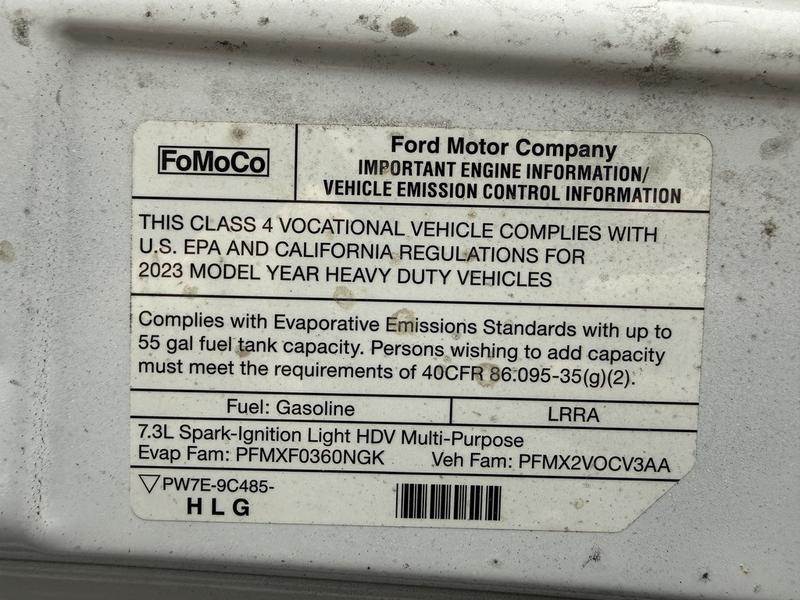 FoMoCo
Ford Motor Company
IMPORTANT ENGINE INFORMATION/
VEHICLE EMISSION CONTROL INFORMATION
THIS CLASS 4 VOCATIONAL VEHICLE COMPLIES WITH
U.S. EPA AND CALIFORNIA REGULATIONS FOR
2023 MODEL YEAR HEAVY DUTY VEHICLES
Complies with Evaporative Emissions Standards with up to
55 gal fuel tank capacity. Persons wishing to add capacity
must meet the requirements of 40CFR 86.095-35(g)(2).
Fuel: Gasoline LRRA
7.3L Spark-Ignition Light HDV Multi-Purpose
Evap Fam: PFMXF0360NGK Veh Fam: PFMX2VOCV3AA
▽PW7E-9C485-
H L G